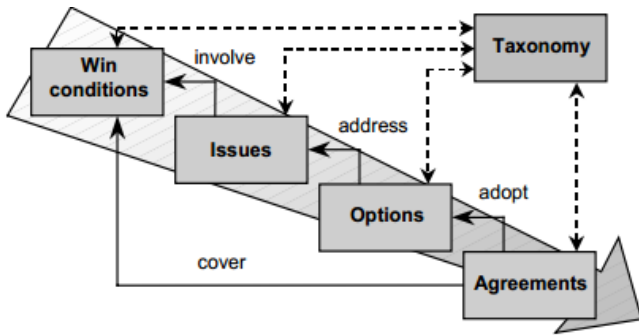 Win
conditions
involve
Taxonomy
Issues
address
Options
adopt
cover
Agreements